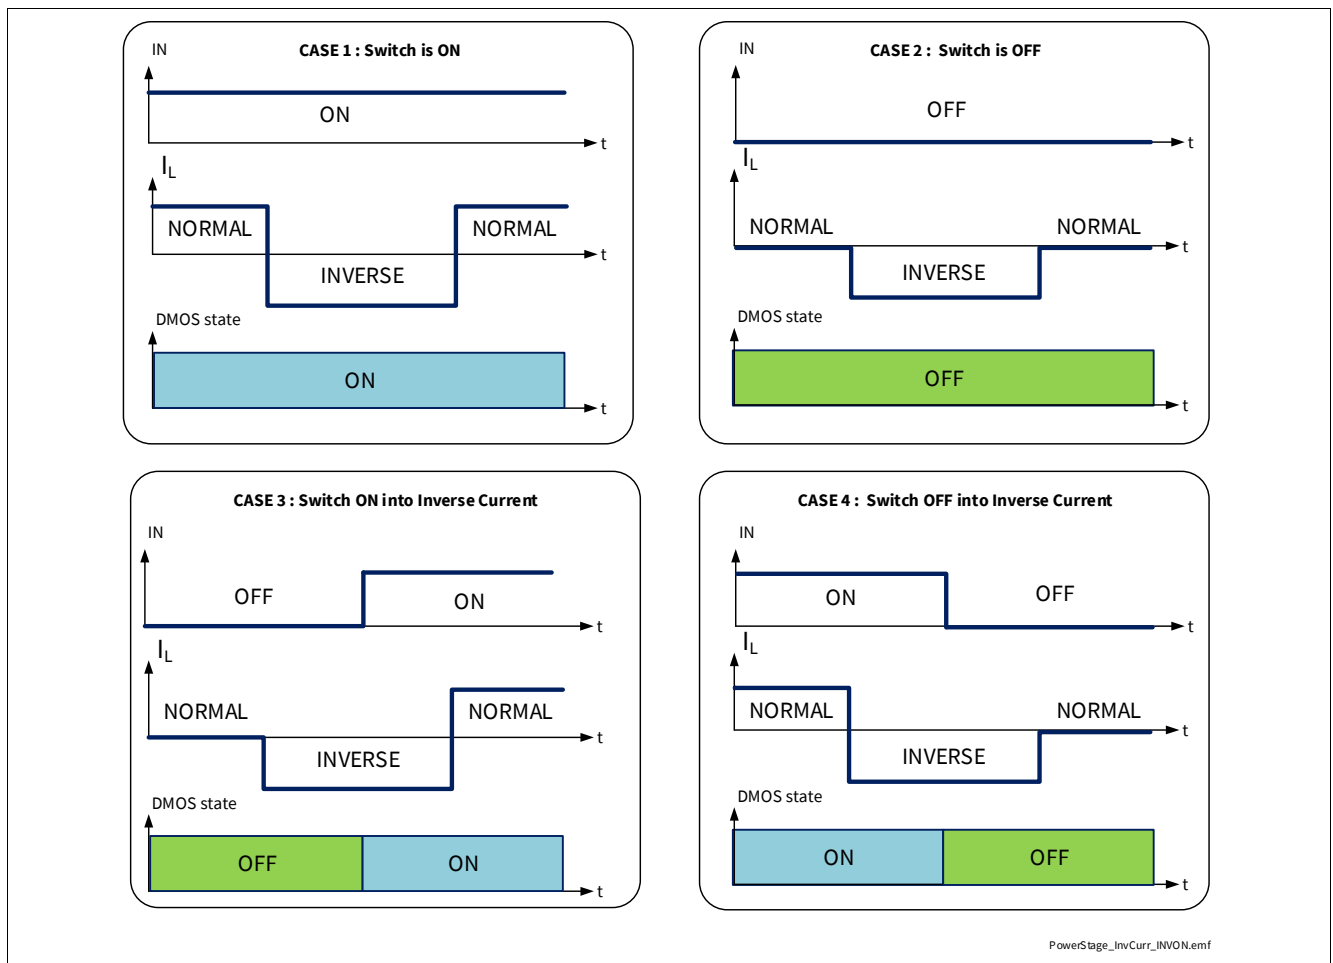 CASE 1 : Switch is ON
IN
ON
t
IL
NORMAL
NORMAL
t
INVERSE
DMOS state
ON
t
CASE 2 :  Switch is OFF
IN
OFF
t
IL
NORMAL
NORMAL
t
INVERSE
DMOS state
OFF
t
CASE 3 : Switch ON into Inverse Current
IN
OFF
ON
t
IL
NORMAL
NORMAL
t
INVERSE
DMOS state
OFF
ON
t
CASE 4 :  Switch OFF into Inverse Current
IN
ON
OFF
t
IL
NORMAL
NORMAL
t
INVERSE
DMOS state
ON
OFF
t
PowerStage_InvCurr_INVON.emf